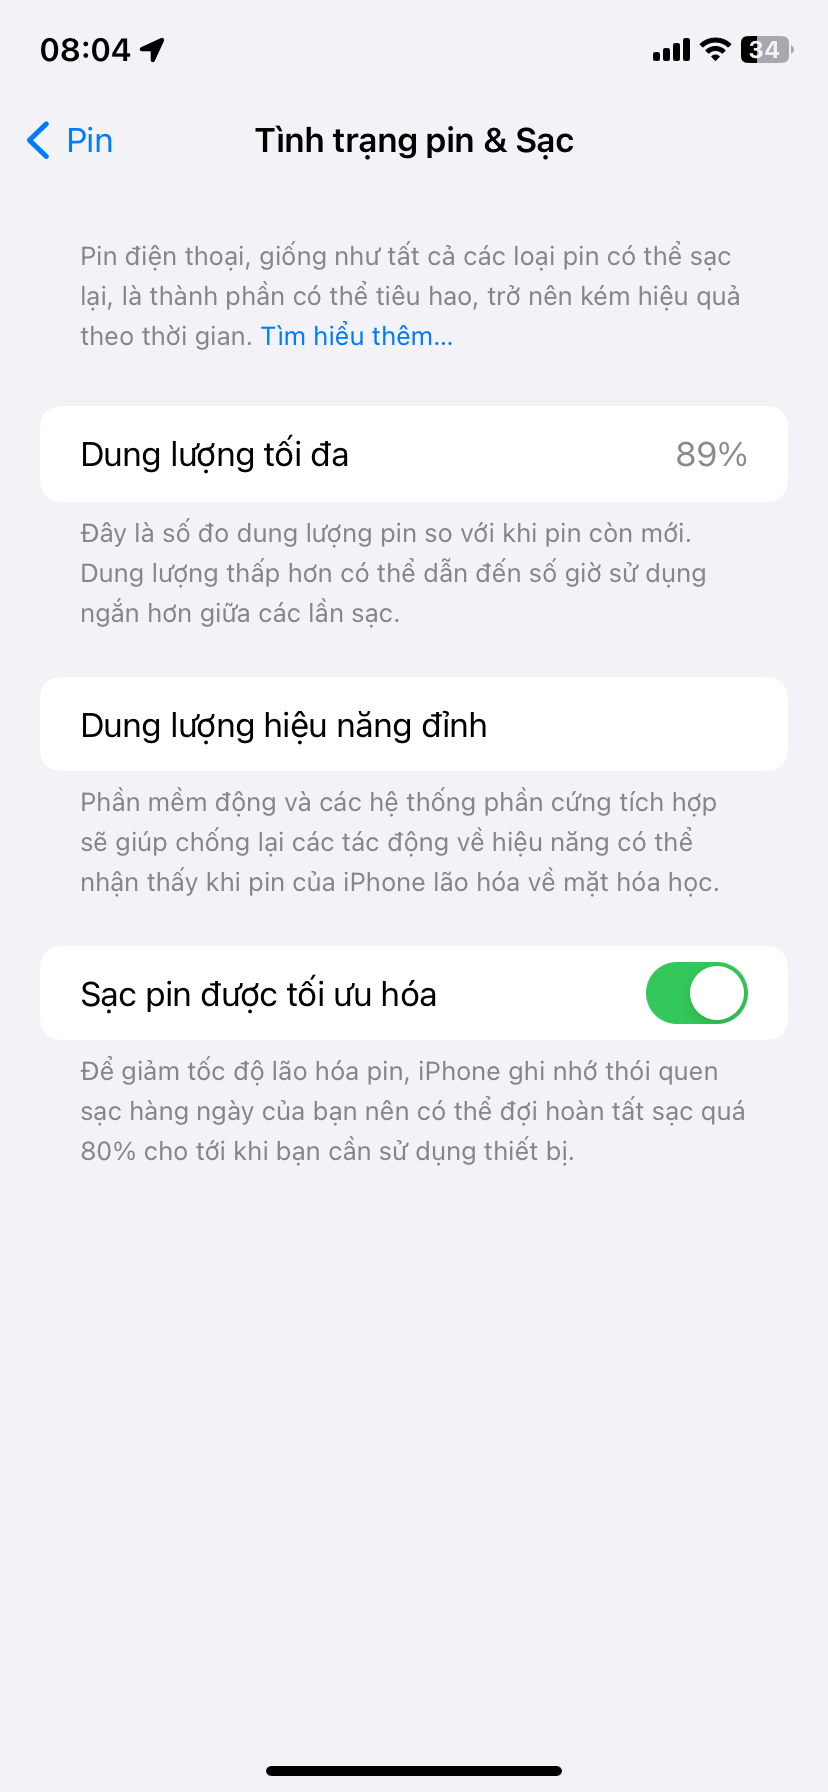 08:04
34
Pin
Tình trạng pin & Sạc
Pin điện thoại, giống như tất cả các loại pin có thể sạc
lại, là thành phần có thể tiêu hao, trở nên kém hiệu quả
theo thời gian. Tìm hiểu thêm...
Dung lượng tối đa 89%
Đây là số đo dung lượng pin so với khi pin còn mới.
Dung lượng thấp hơn có thể dẫn đến số giờ sử dụng
ngắn hơn giữa các lần sạc.
Dung lượng hiệu năng đỉnh
Phần mềm động và các hệ thống phần cứng tích hợp
sẽ giúp chống lại các tác động về hiệu năng có thể
nhận thấy khi pin của iPhone lão hóa về mặt hóa học.
Sạc pin được tối ưu hóa
Để giảm tốc độ lão hóa pin, iPhone ghi nhớ thói quen
sạc hàng ngày của bạn nên có thể đợi hoàn tất sạc quá
80% cho tới khi bạn cần sử dụng thiết bị.